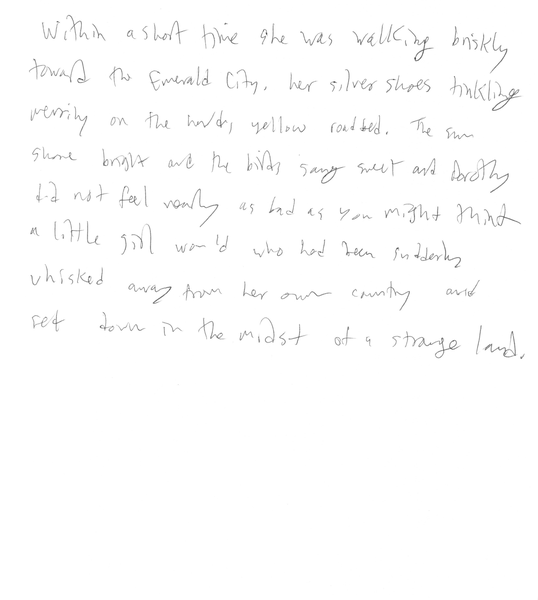 Within a short time she was walking briskly
toward the Emerald City, her silver shoes tinkling
merrily on the hard, yellow roadbed. The sun
shone bright and the birds sang sweet and Dorothy
did not feel nearly as bad as you might think
a little girl would who had been suddenly
whisked away from her own country and
set down in the midst of a strange land.